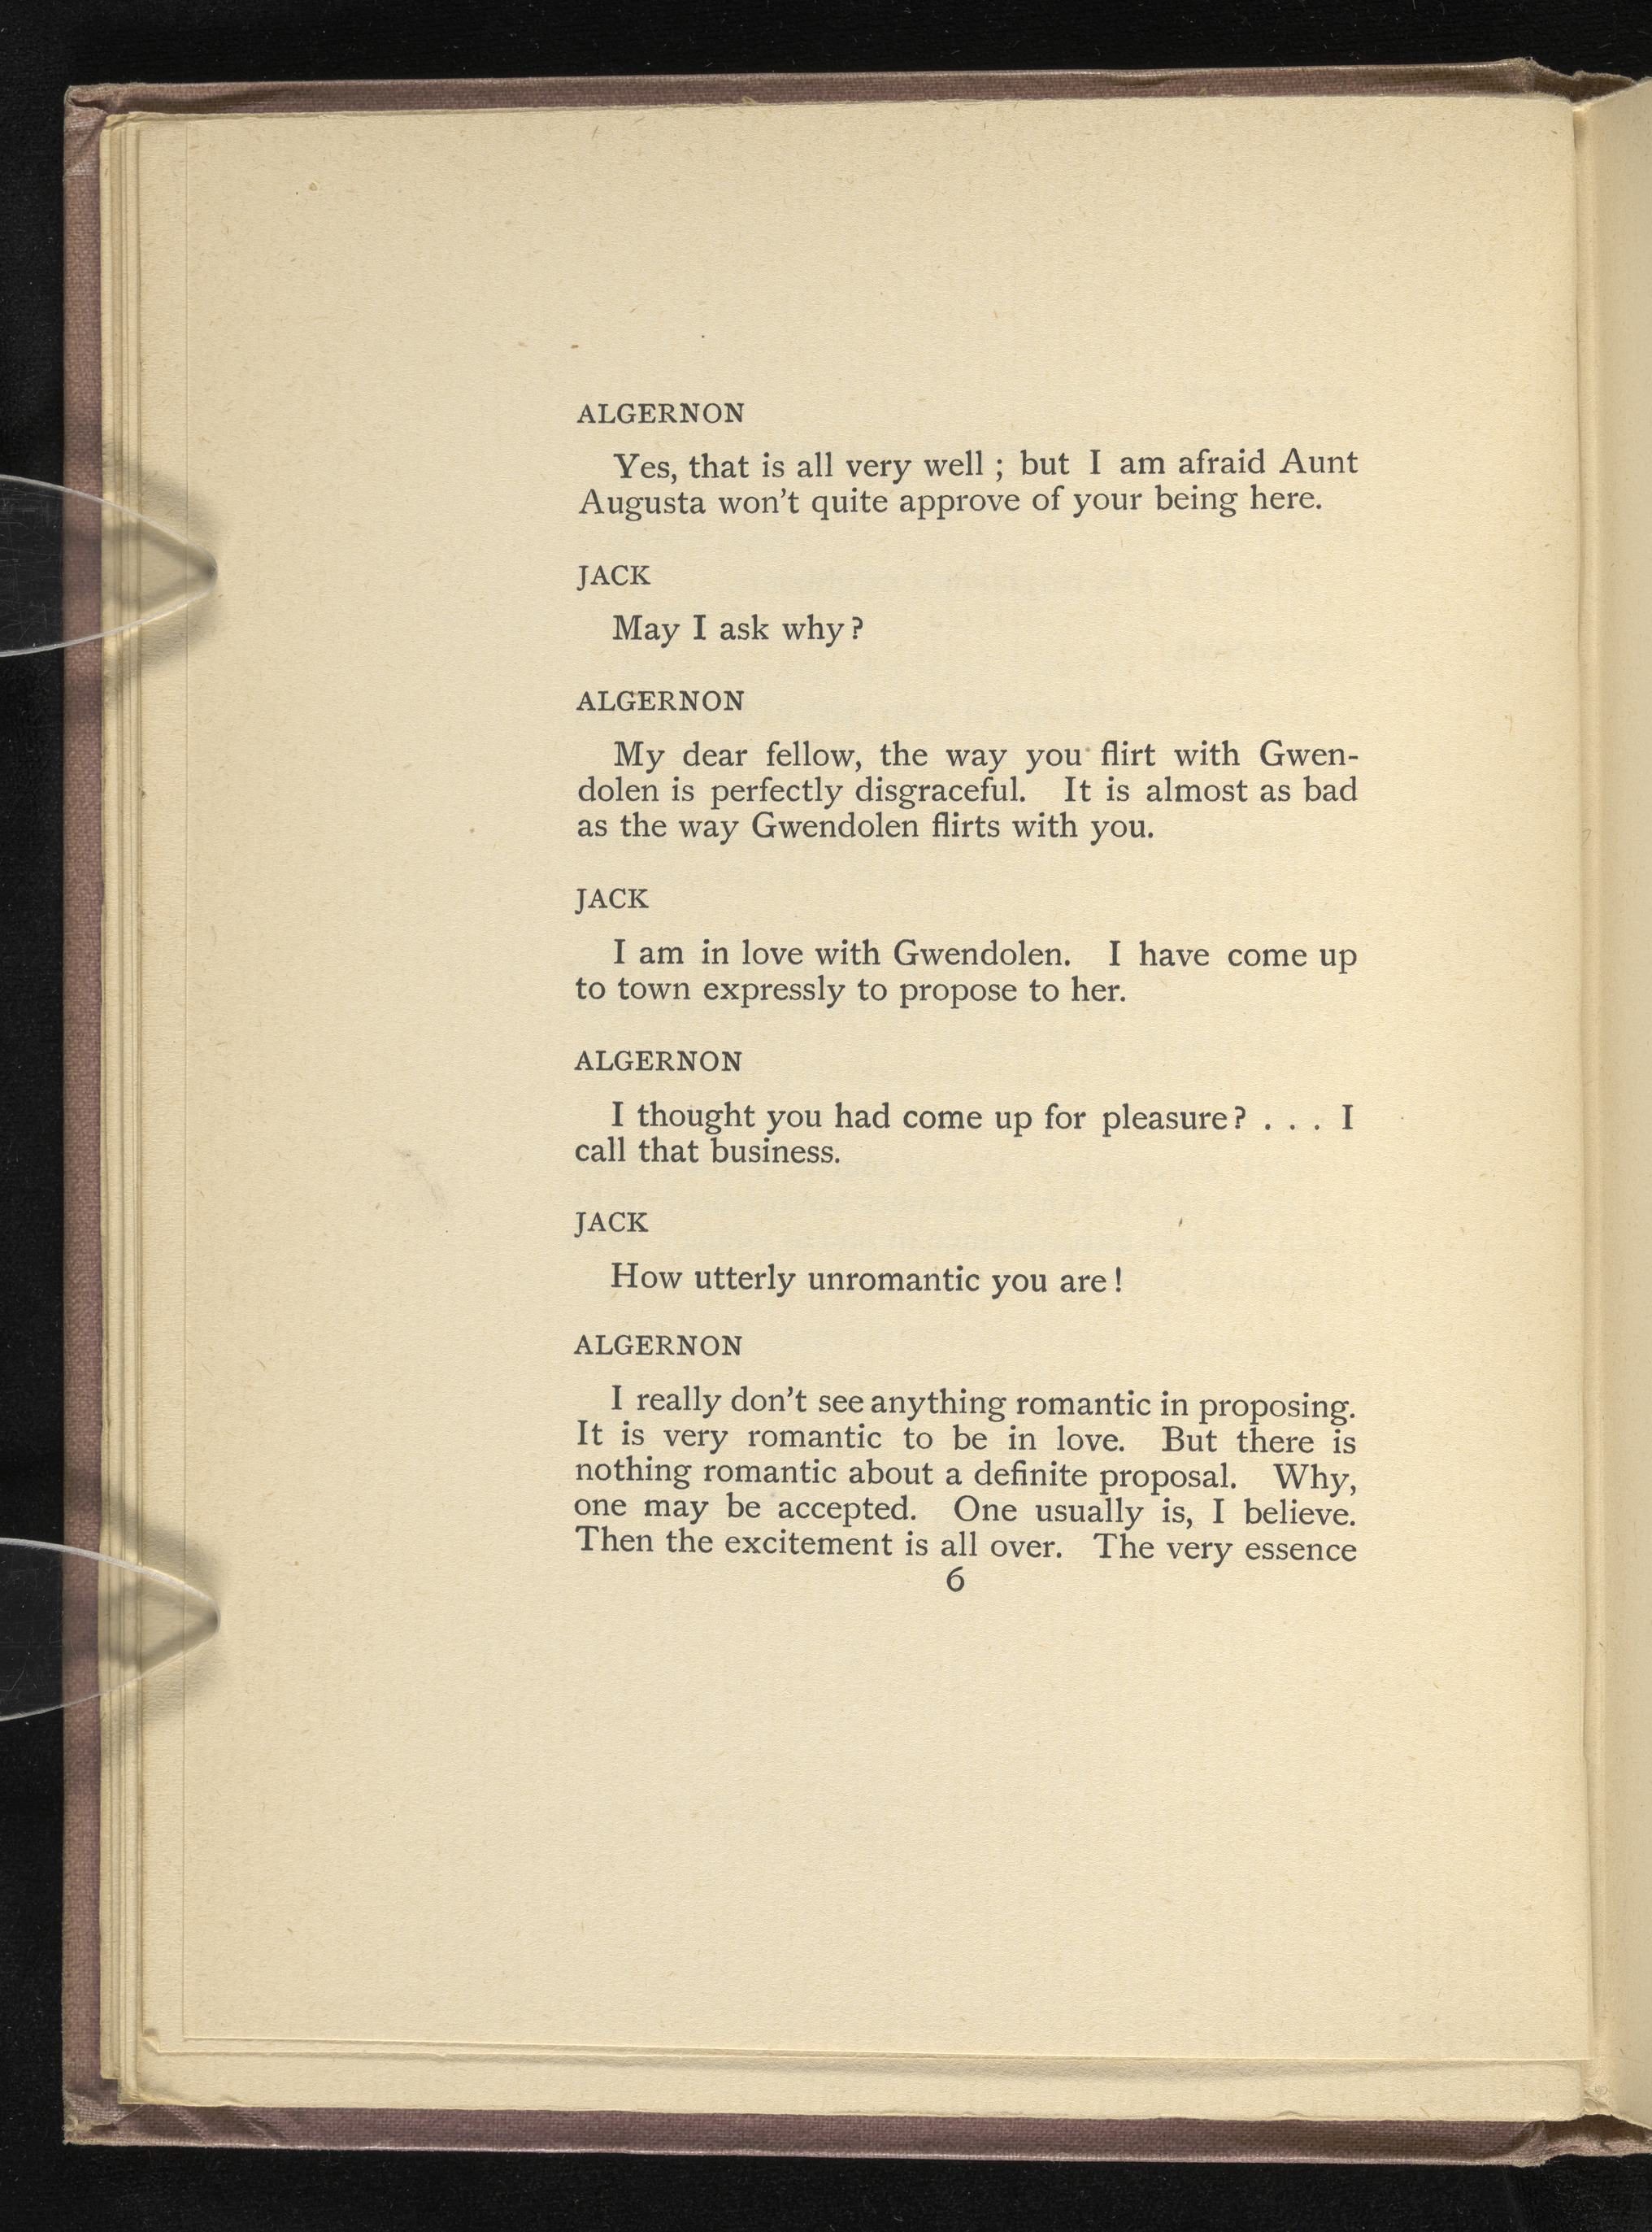 ALGERNON
Yes, that is all very well ; but I am afraid Aunt
Augusta won't quite approve of your being here.
JACK
May I ask why?
ALGERNON
My dear fellow, the way you flirt with Gwen-
dolen is perfectly disgraceful. It is almost as bad
as the way Gwendolen flirts with you.
JACK
I am in love with Gwendolen. I have come up
to town expressly to propose to her.
ALGERNON
I thought you had come up for pleasure? . . . I
call that business.
JACK
How utterly unromantic you are!
ALGERNON
I really don't see anything romantic in proposing.
It is very romantic to be in love. But there is
nothing romantic about a definite proposal. Why,
one may be accepted. One usually is, I believe.
Then the excitement is all over. The very essence
6